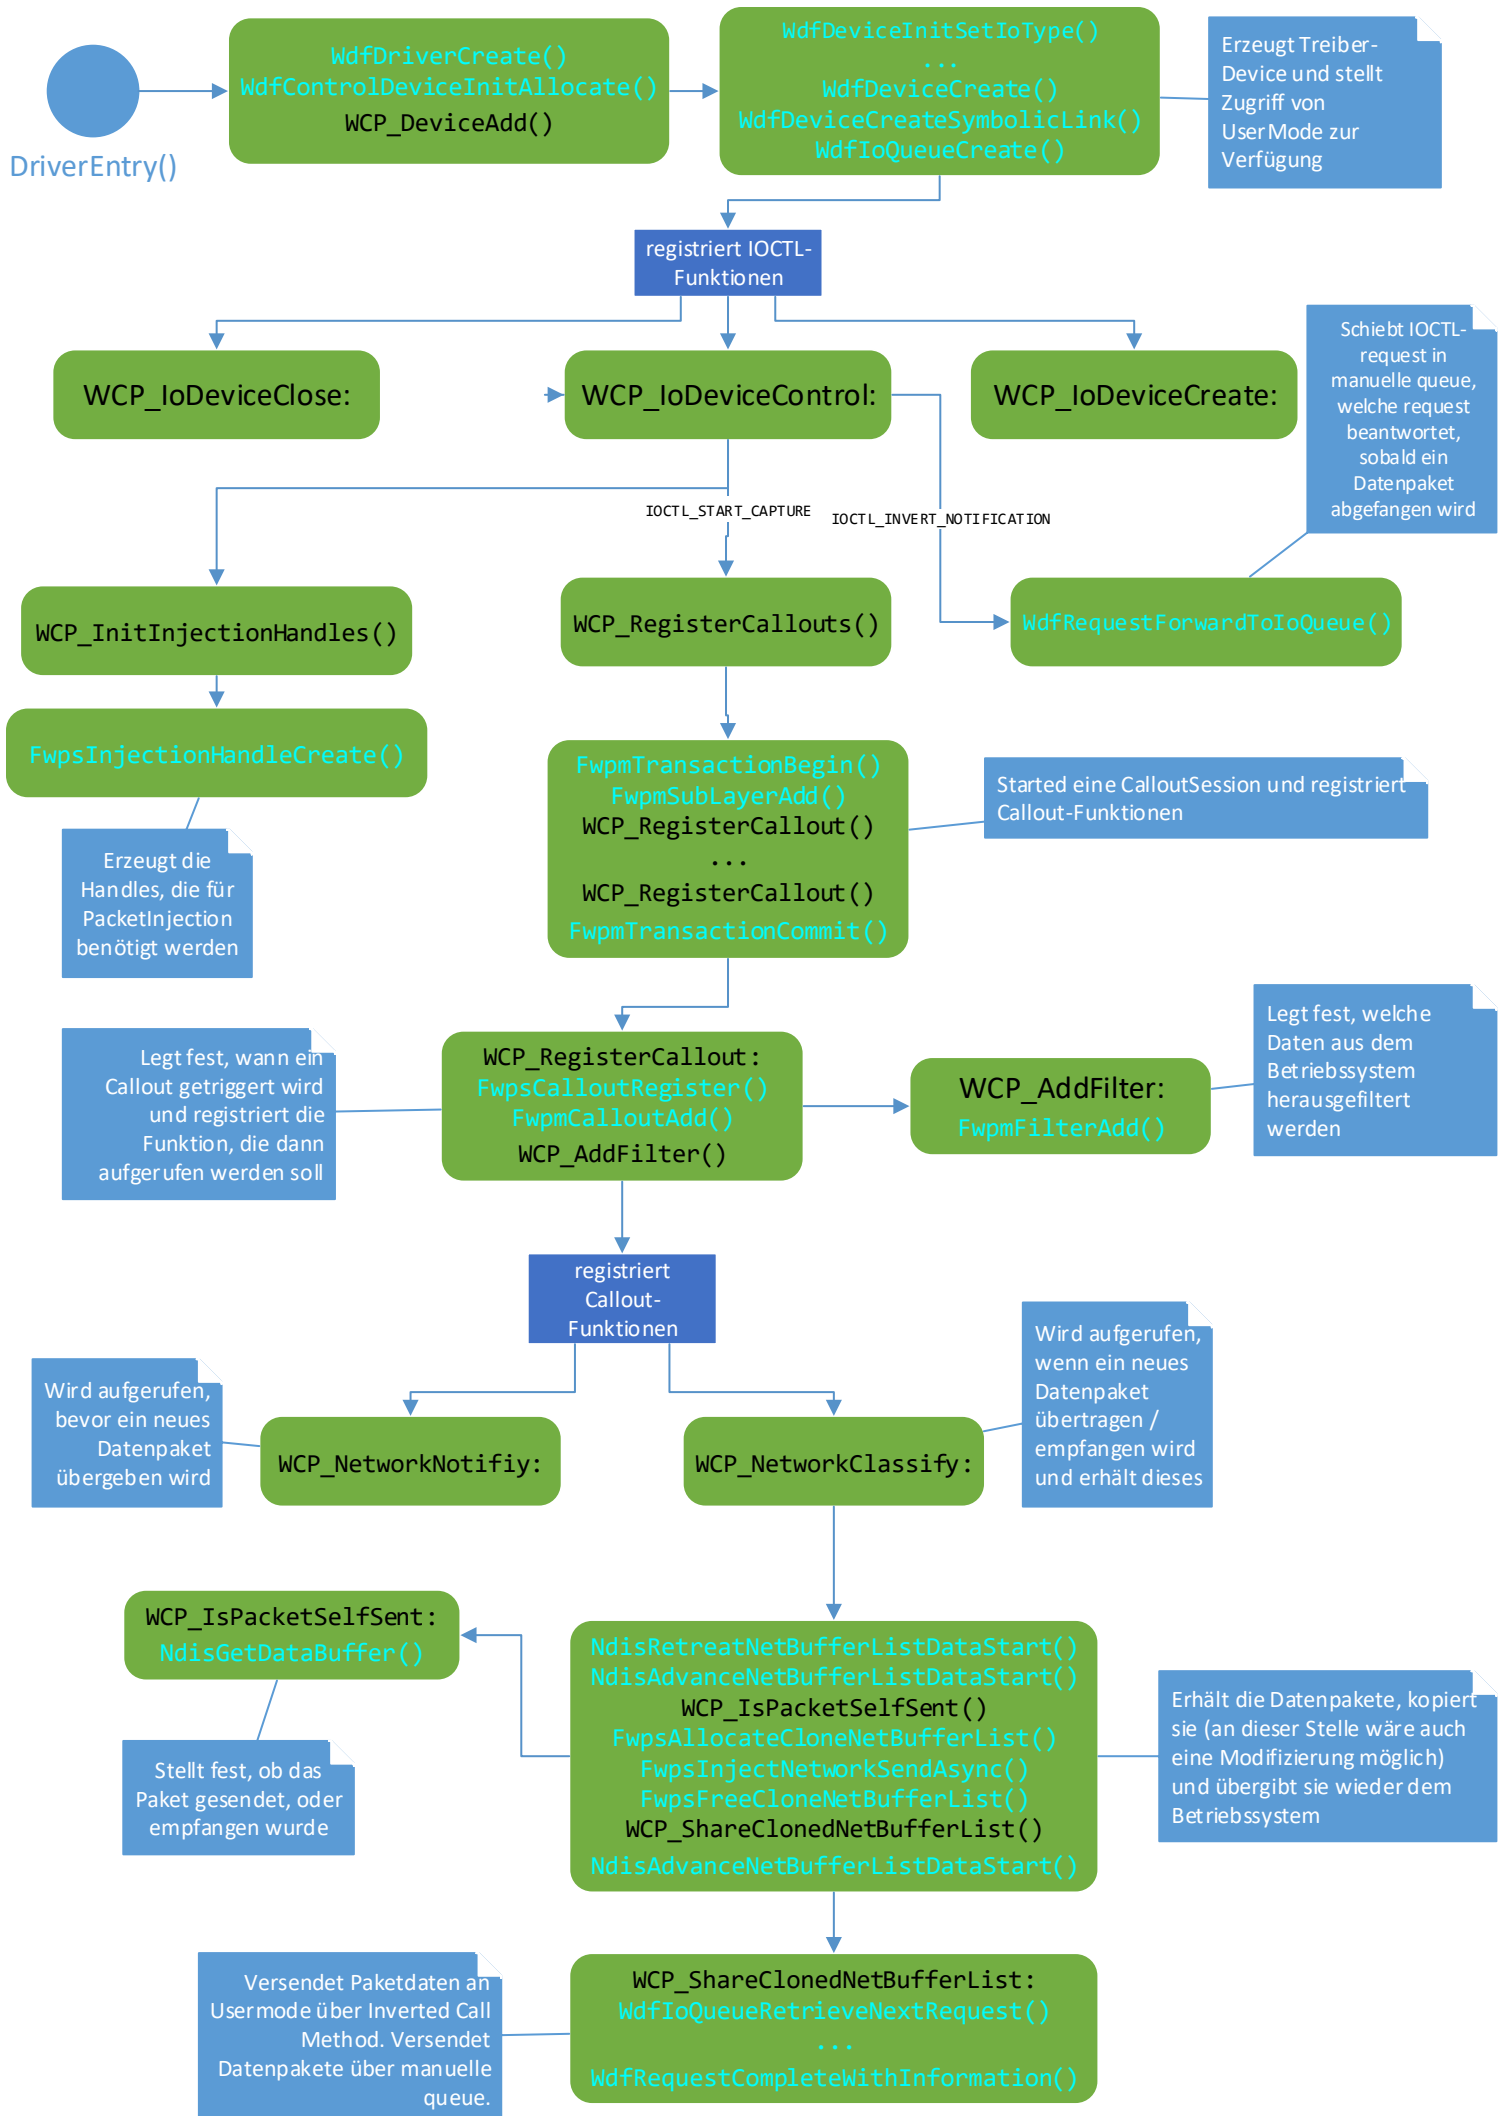 DriverEntry()
WdfDriverCreate()
WdfControlDeviceInitAllocate()
WCP_DeviceAdd()
WdfDeviceInitSetIoType()
...
WdfDeviceCreate()
WdfDeviceCreateSymbolicLink()
WdfIoQueueCreate()
Erzeugt Treiber-
Device und stellt
Zugriff von
UserMode zur
Verfügung
registriert IOCTL-
Funktionen
WCP_IoDeviceClose:
WCP_IoDeviceControl:
WCP_IoDeviceCreate:
Schiebt IOCTL-
request in
manuelle queue,
welche request
beantwortet,
sobald ein
Datenpaket
abgefangen wird
IOCTL_START_CAPTURE
IOCTL_INVERT_NOTIFICATION
WCP_InitInjectionHandles()
WCP_RegisterCallouts()
WdfRequestForwardToIoQueue()
FwpsInjectionHandleCreate()
Erzeugt die
Handles, die für
PacketInjection
benötigt werden
FwpmTransactionBegin()
FwpmSubLayerAdd()
WCP_RegisterCallout()
...
WCP_RegisterCallout()
FwpmTransactionCommit()
Started eine CalloutSession und registriert
Callout-Funktionen
Legt fest, wann ein
Callout getriggert wird
und registriert die
Funktion, die dann
aufgerufen werden soll
WCP_RegisterCallout:
FwpsCalloutRegister()
FwpmCalloutAdd()
WCP_AddFilter()
WCP_AddFilter:
FwpmFilterAdd()
Legt fest, welche
Daten aus dem
Betriebssystem
herausgefiltert
werden
registriert
Callout-
Funktionen
Wird aufgerufen,
bevor ein neues
Datenpaket
übergeben wird
WCP_NetworkNotifiy:
WCP_NetworkClassify:
Wird aufgerufen,
wenn ein neues
Datenpaket
übertragen /
empfangen wird
und erhält dieses
WCP_IsPacketSelfSent:
NdisGetDataBuffer()
Stellt fest, ob das
Paket gesendet, oder
empfangen wurde
NdisRetreatNetBufferListDataStart()
NdisAdvanceNetBufferListDataStart()
WCP_IsPacketSelfSent()
FwpsAllocateCloneNetBufferList()
FwpsInjectNetworkSendAsync()
FwpsFreeCloneNetBufferList()
WCP_ShareClonedNetBufferList()
NdisAdvanceNetBufferListDataStart()
Erhält die Datenpakete, kopiert
sie (an dieser Stelle wäre auch
eine Modifizierung möglich)
und übergibt sie wieder dem
Betriebssystem
Versendet Paketdaten an
Usermode über Inverted Call
Method. Versendet
Datenpakete über manuelle
queue.
WCP_ShareClonedNetBufferList:
WdfIoQueueRetrieveNextRequest()
...
WdfRequestCompleteWithInformation()